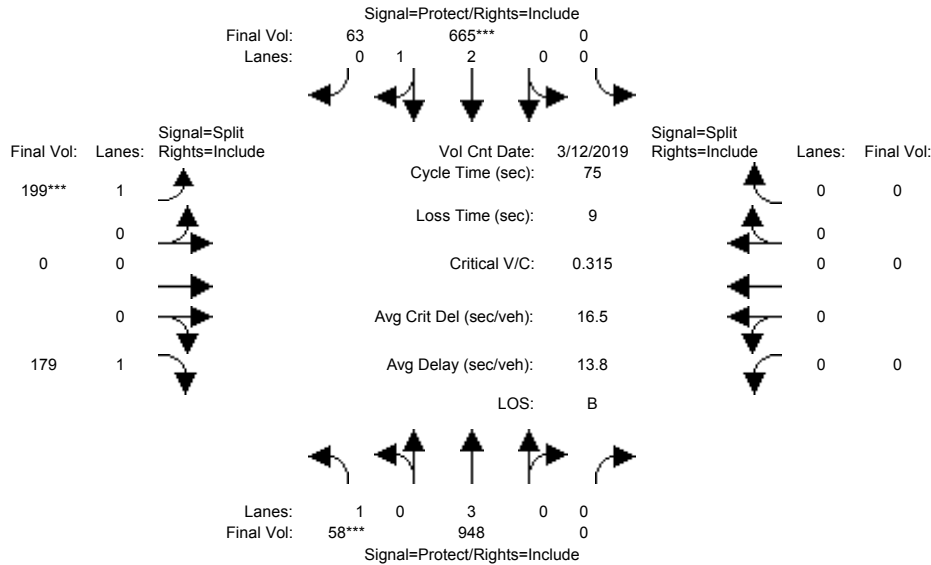 Signal=Protect/Rights=Include
Final Vol: 63 665*** 0
Lanes: 0 1 2 0 0
Signal=Split
Final Vol: Lanes: Rights=Include
Vol Cnt Date: 3/12/2019
Signal=Split
Rights=Include Lanes: Final Vol:
Cycle Time (sec): 75
199*** 1
0 0
Loss Time (sec): 9
0
0
0 0
Critical V/C: 0.315
0 0
0
Avg Crit Del (sec/veh): 16.5
0
179 1
Avg Delay (sec/veh): 13.8
0 0
LOS: B
Lanes: 1 0 3 0 0
Final Vol: 58*** 948 0
Signal=Protect/Rights=Include